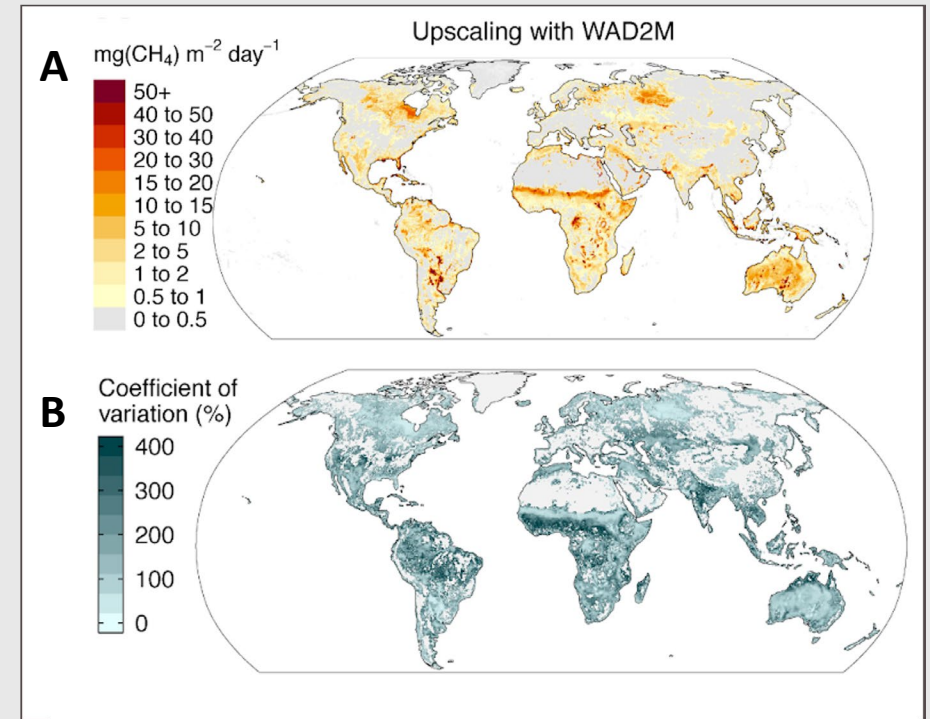 Upscaling with WAD2M
A
mg(CH₄) m⁻² day⁻¹
50+
40 to 50
30 to 40
20 to 30
15 to 20
10 to 15
5 to 10
2 to 5
1 to 2
0.5 to 1
0 to 0.5
B
Coefficient of
variation (%)
400
300
200
100
0